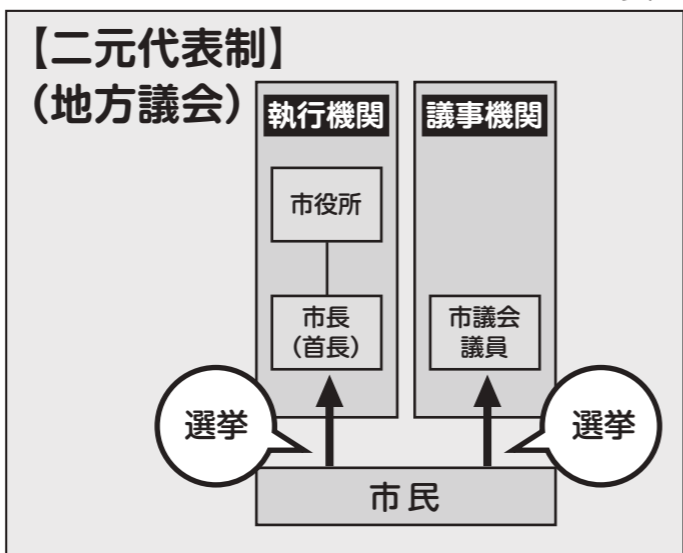 【二元代表制】
（地方議会）
執行機関
議事機関
市役所
市長
（首長）
市議会
議員
選挙
選挙
市民